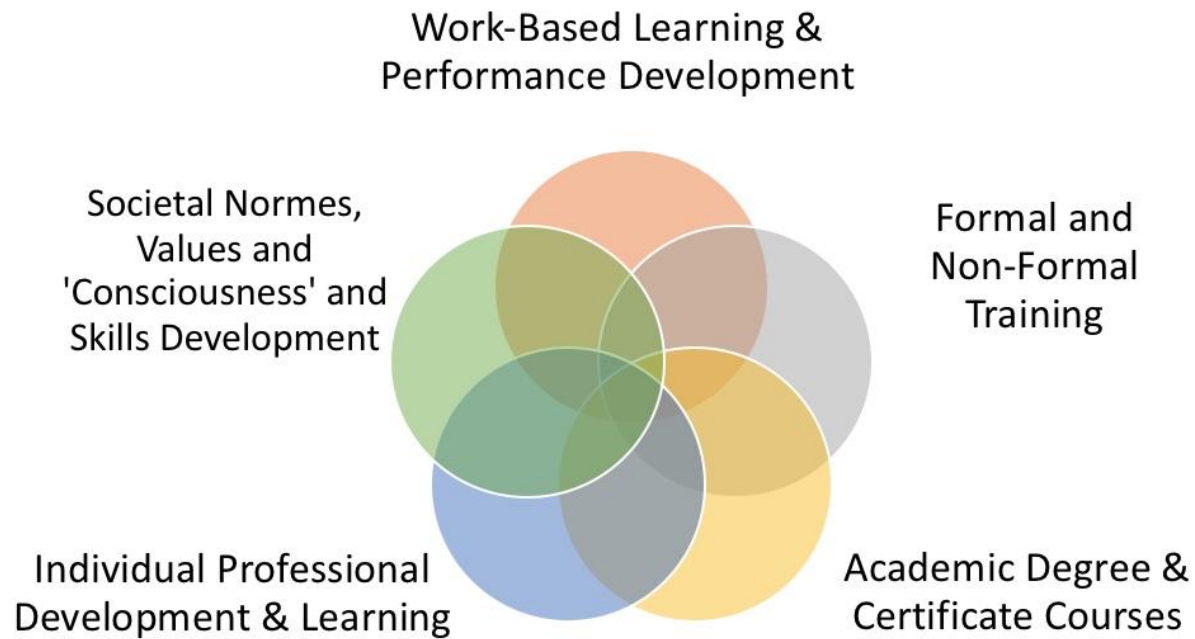 Work-Based Learning &
Performance Development
Societal Normes,
Values and
'Consciousness' and
Skills Development
Formal and
Non-Formal
Training
Individual Professional
Development & Learning
Academic Degree &
Certificate Courses